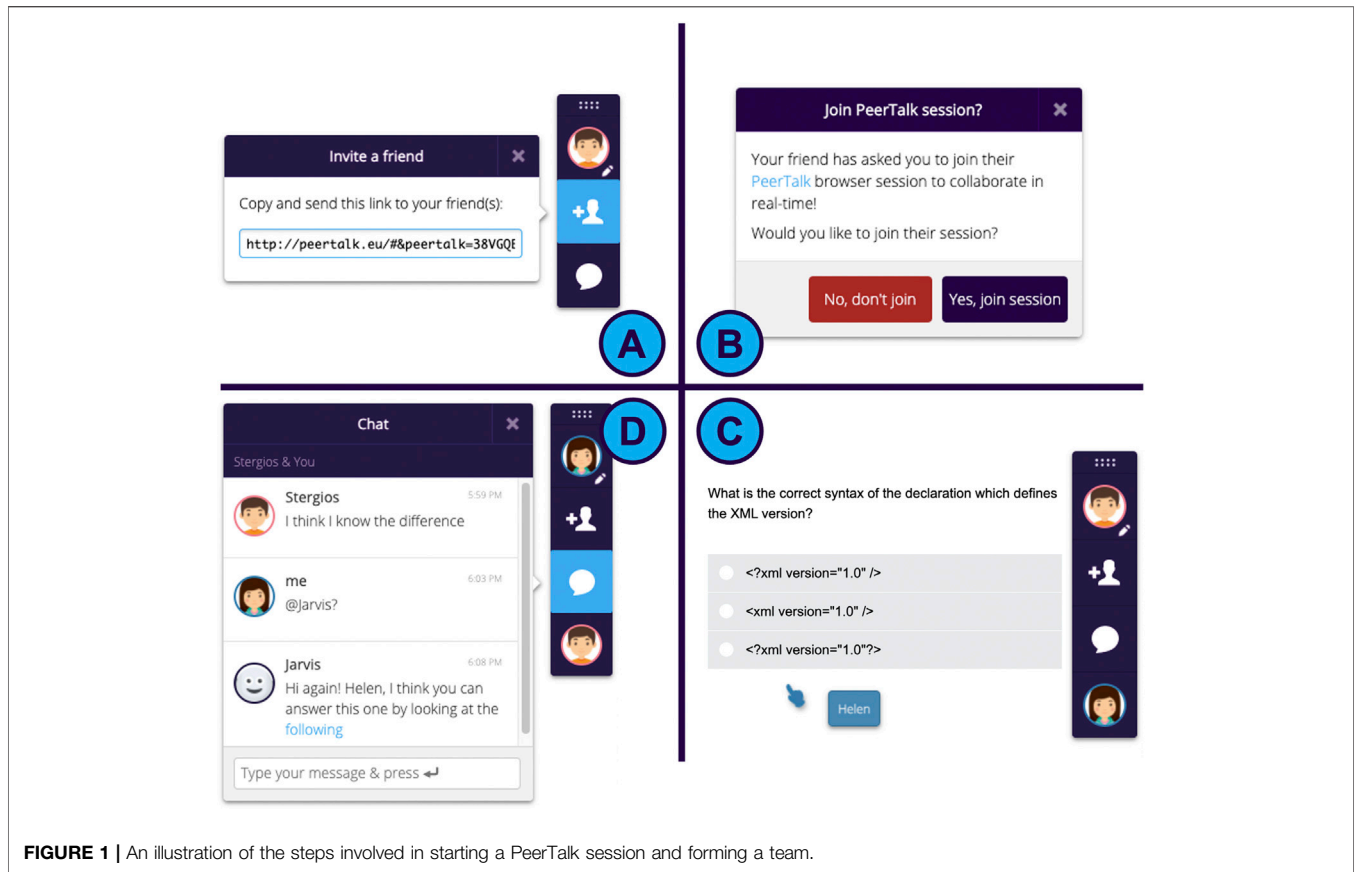 Invite a friend
Copy and send this link to your friend(s):
http://peertalk.eu/#&peertalk=38VGQE
A
Join PeerTalk session?
Your friend has asked you to join their
PeerTalk browser session to collaborate in
real-time!
Would you like to join their session?
No, don't join
Yes, join session
B
D
Chat
Stergios & You
Stergios
5:59 PM
I think I know the difference
me
6:03 PM
@Jarvis?
Jarvis
6:08 PM
Hi again! Helen, I think you can
answer this one by looking at the
following
Type your message & press
C
What is the correct syntax of the declaration which defines
the XML version?
<?xml version="1.0" />
<xml version="1.0" />
<?xml version="1.0"?>
Helen
FIGURE 1 | An illustration of the steps involved in starting a PeerTalk session and forming a team.